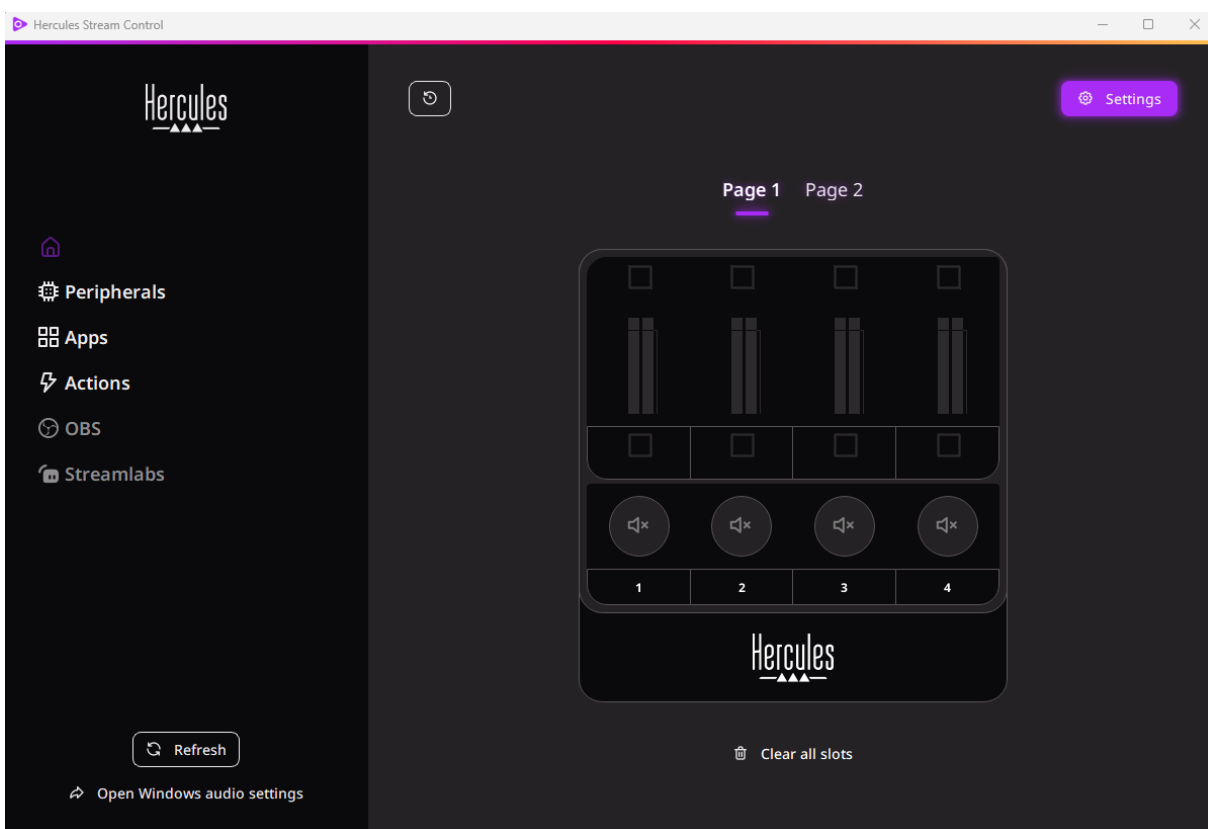 Hercules Stream Control
Hercules
Settings
Page 1 Page 2
Peripherals
Apps
Actions
OBS
Streamlabs
1 2 3 4
Hercules
Refresh
Clear all slots
Open Windows audio settings